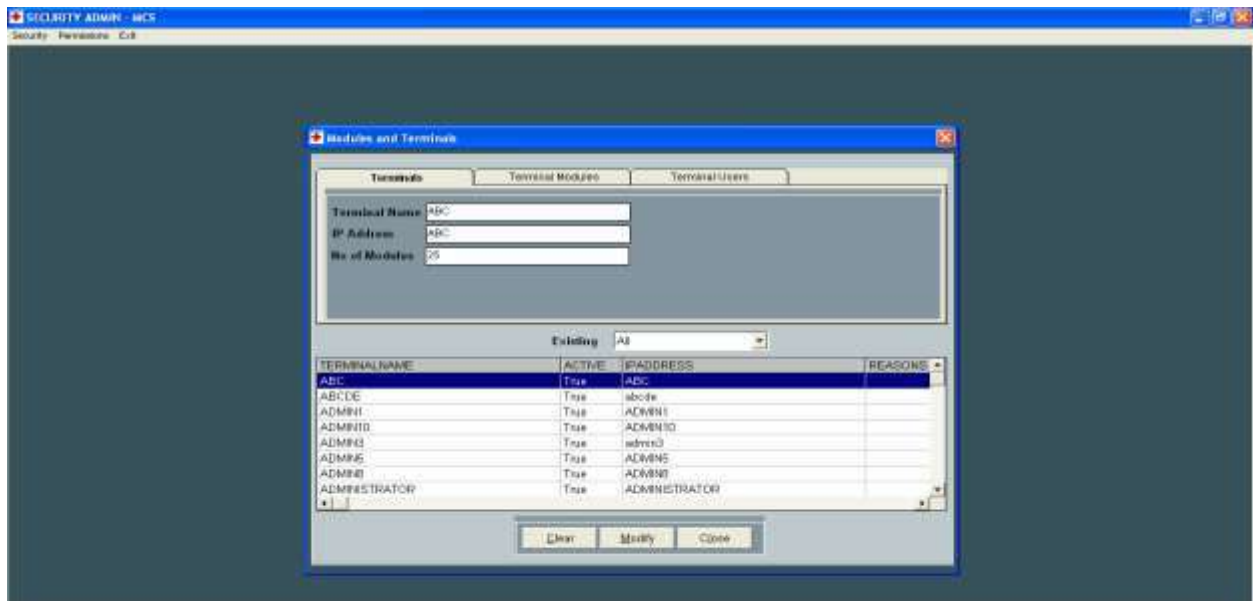 SECURITY ADMIN - MCS
Security Permissions Exit
Modules and Terminals
Terminals Terminal Modules Terminal Users
Terminal Name ABC
IP Address ABC
No of Modules 25
Existing All
TERMINALNAME ACTIVE IPADDRESS REASONS
ABC True ABC
ABCDE True abcde
ADMIN1 True ADMIN1
ADMIN10 True ADMIN10
ADMIN3 True admin3
ADMIN5 True ADMIN5
ADMIN8 True ADMIN8
ADMINISTRATOR True ADMINISTRATOR
Clear Modify Close